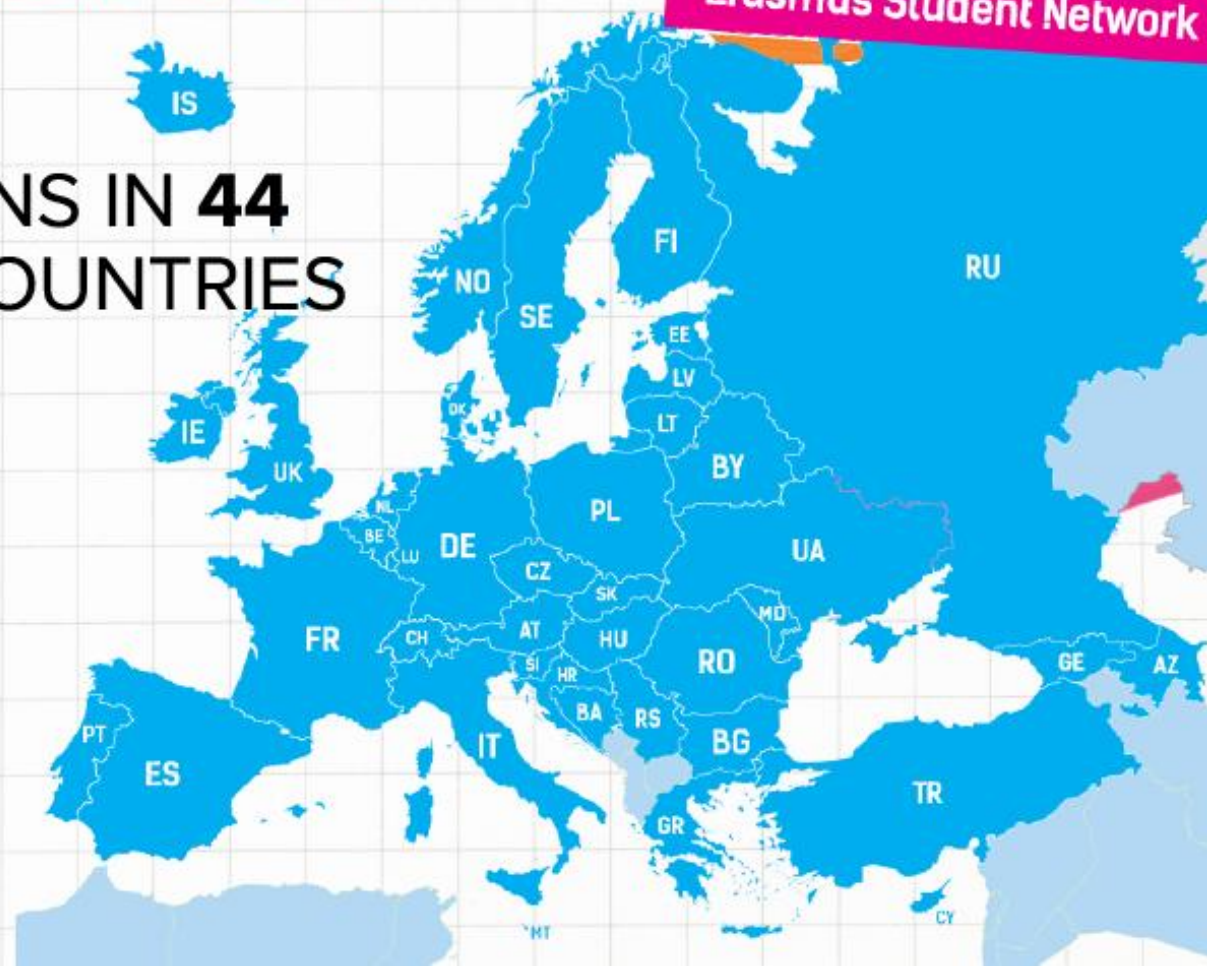 Erasmus Student Network
IS
NS IN 44
OUNTRIES
FI
RU
NO
SE
EE
LV
DK
LT
IE
BY
UK
NL
PL
BE
DE
UA
LU
CZ
SK
MD
FR
CH
AT
HU
RO
SI
HR
GE
AZ
BA
RS
PT
IT
BG
ES
TR
GR
CY
MT